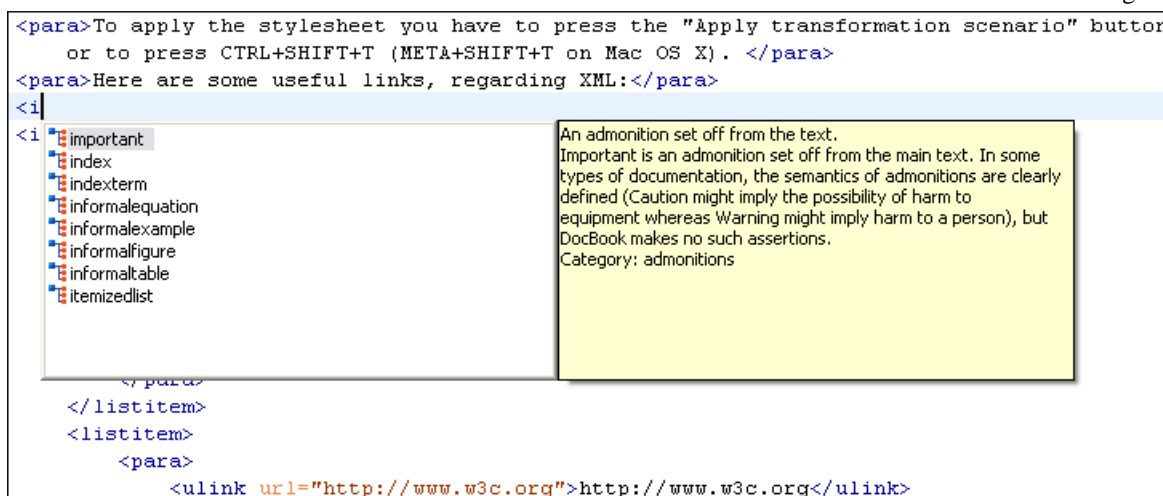 <para>To apply the stylesheet you have to press the "Apply transformation scenario" button
or to press CTRL+SHIFT+T (META+SHIFT+T on Mac OS X). </para>
<para>Here are some useful links, regarding XML:</para>
<i
<i
important
index
indexterm
informalequation
informalexample
informalfigure
informaltable
itemizedlist
An admonition set off from the text.
Important is an admonition set off from the main text. In some
types of documentation, the semantics of admonitions are clearly
defined (Caution might imply the possibility of harm to
equipment whereas Warning might imply harm to a person), but
DocBook makes no such assertions.
Category: admonitions
</para>
</listitem>
<listitem>
<para>
<ulink url="http://www.w3c.org">http://www.w3c.org</ulink>